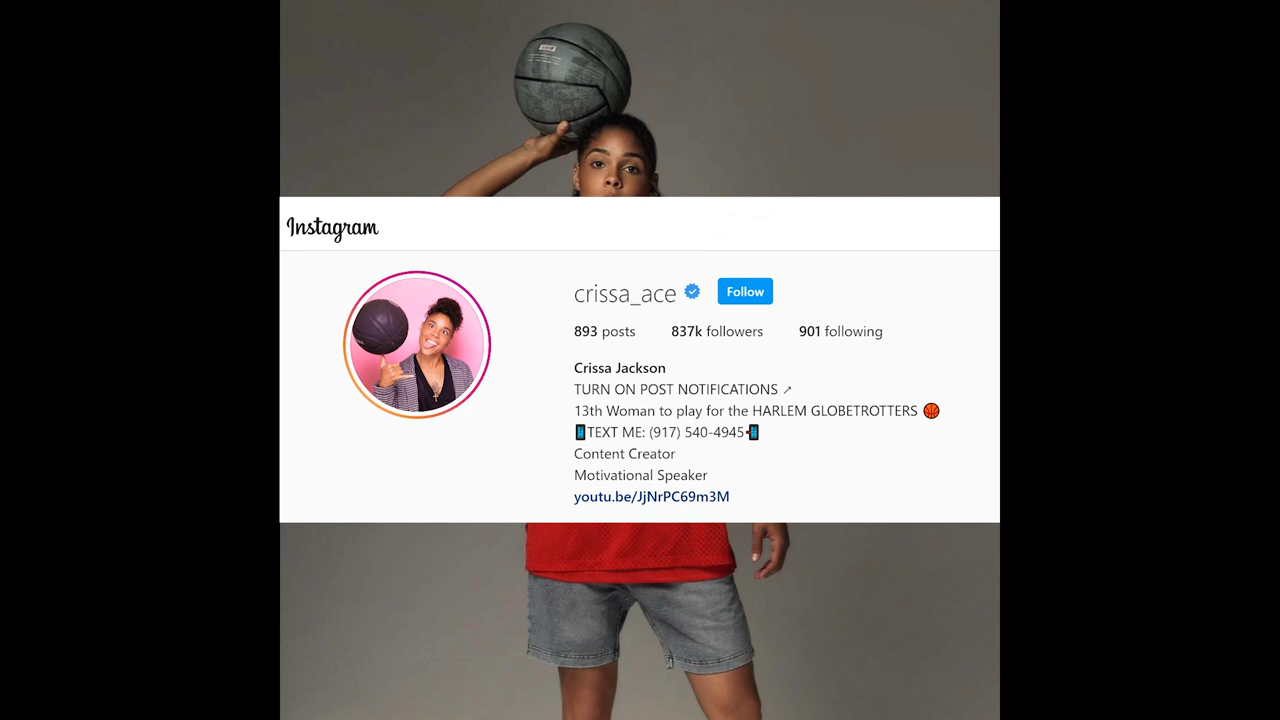 Instagram
crissa_ace Follow
893 posts 837k followers 901 following
Crissa Jackson
TURN ON POST NOTIFICATIONS ↗
13th Woman to play for the HARLEM GLOBETROTTERS 🏀
📱TEXT ME: (917) 540-4945📲
Content Creator
Motivational Speaker
youtu.be/JjNrPC69m3M